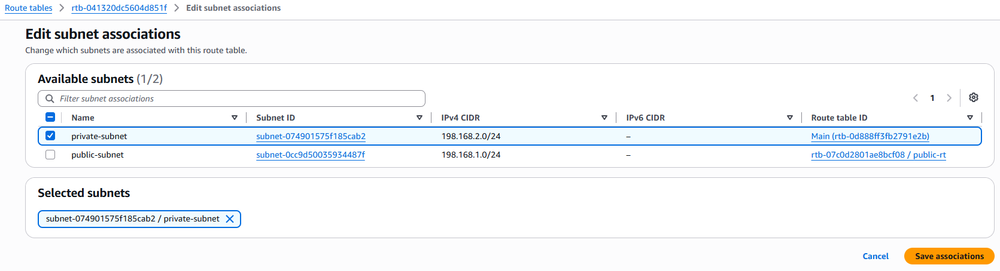 Route tables > rtb-041320dc5604d851f > Edit subnet associations
Edit subnet associations
Change which subnets are associated with this route table.
Available subnets (1/2)
Filter subnet associations
1
Name Subnet ID IPv4 CIDR IPv6 CIDR Route table ID
private-subnet subnet-074901575f185cab2 198.168.2.0/24 – Main (rtb-0d888ff3fb2791e2b)
public-subnet subnet-0cc9d50035934487f 198.168.1.0/24 – rtb-07c0d2801ae8bcf08 / public-rt
Selected subnets
subnet-074901575f185cab2 / private-subnet
Cancel Save associations